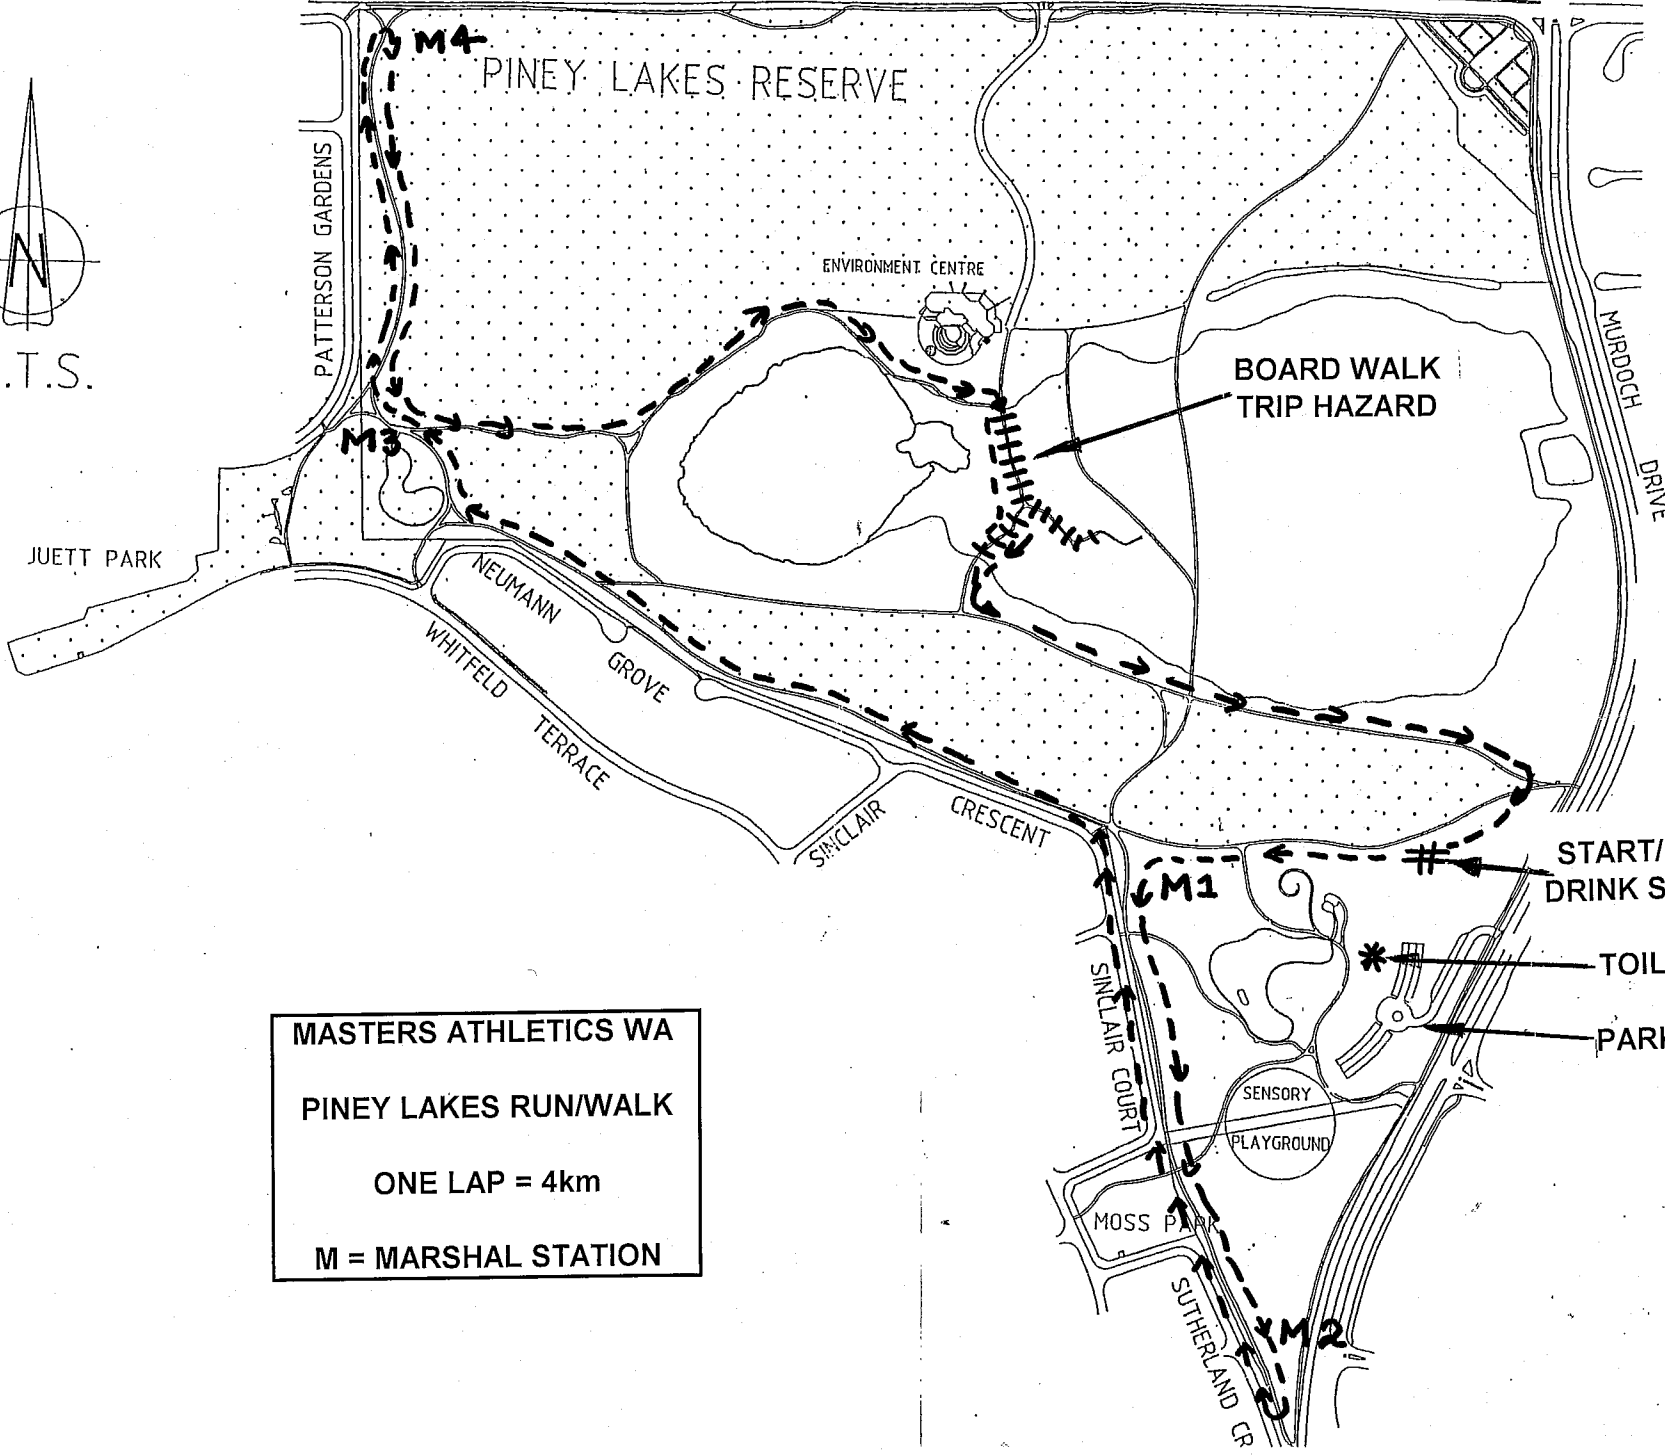 M4
PINEY LAKES RESERVE
N
.T.S.
PATTERSON GARDENS
ENVIRONMENT CENTRE
BOARD WALK
TRIP HAZARD
MURDOCH
DRIVE
M3
JUETT PARK
NEUMANN
GROVE
WHITFELD
TERRACE
SINCLAIR
CRESCENT
START/
DRINK S
M1
TOIL
PARK
SINCLAIR COURT
SENSORY
PLAYGROUND
MOSS PARK
SUTHERLAND CR
M2
MASTERS ATHLETICS WA
PINEY LAKES RUN/WALK
ONE LAP = 4km
M = MARSHAL STATION